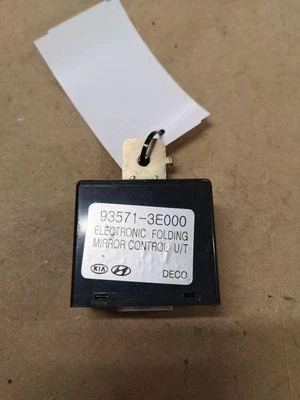 93571-3E000
ELECTRONIC FOLDING
MIRROR CONTROL U/T
KIA DECO